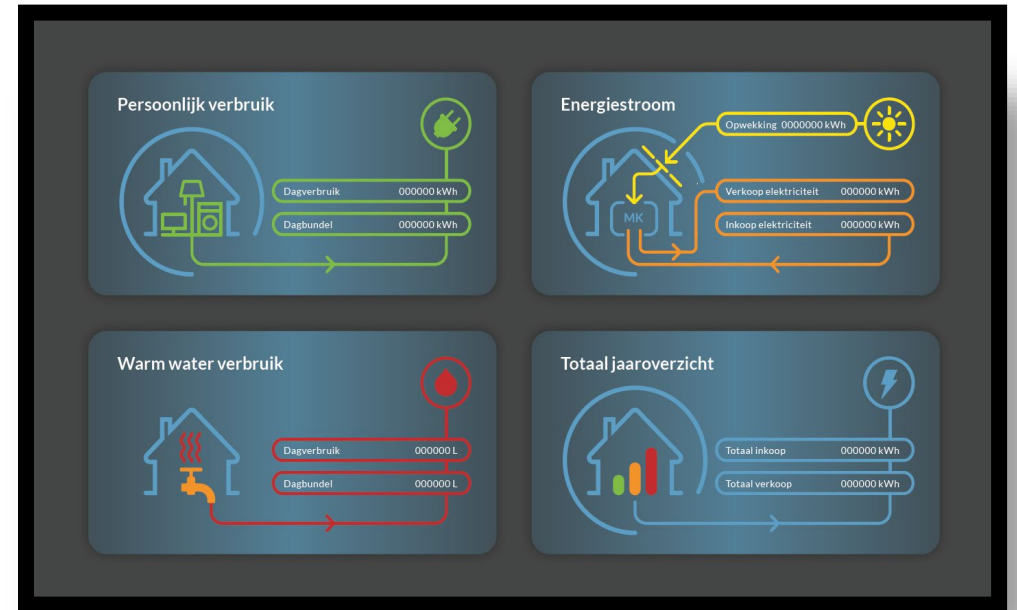 Persoonlijk verbruik
Dagverbruik 000000 kWh
Dagbundel 000000 kWh
Energiestroom
Opwekking 0000000 kWh
Verkoop elektriciteit 000000 kWh
MK
Inkoop elektriciteit 000000 kWh
Warm water verbruik
Dagverbruik 000000 L
Dagbundel 000000 L
Totaal jaaroverzicht
Totaal inkoop 000000 kWh
Totaal verkoop 000000 kWh